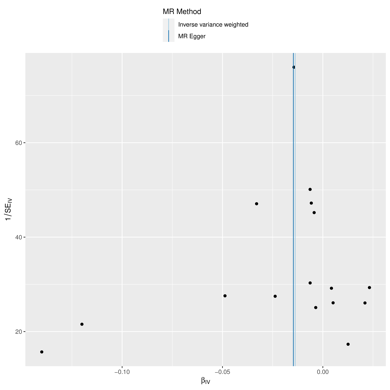 MR Method
Inverse variance weighted
MR Egger
60
40
20
1/SE_IV
−0.10
−0.05
0.00
β_IV